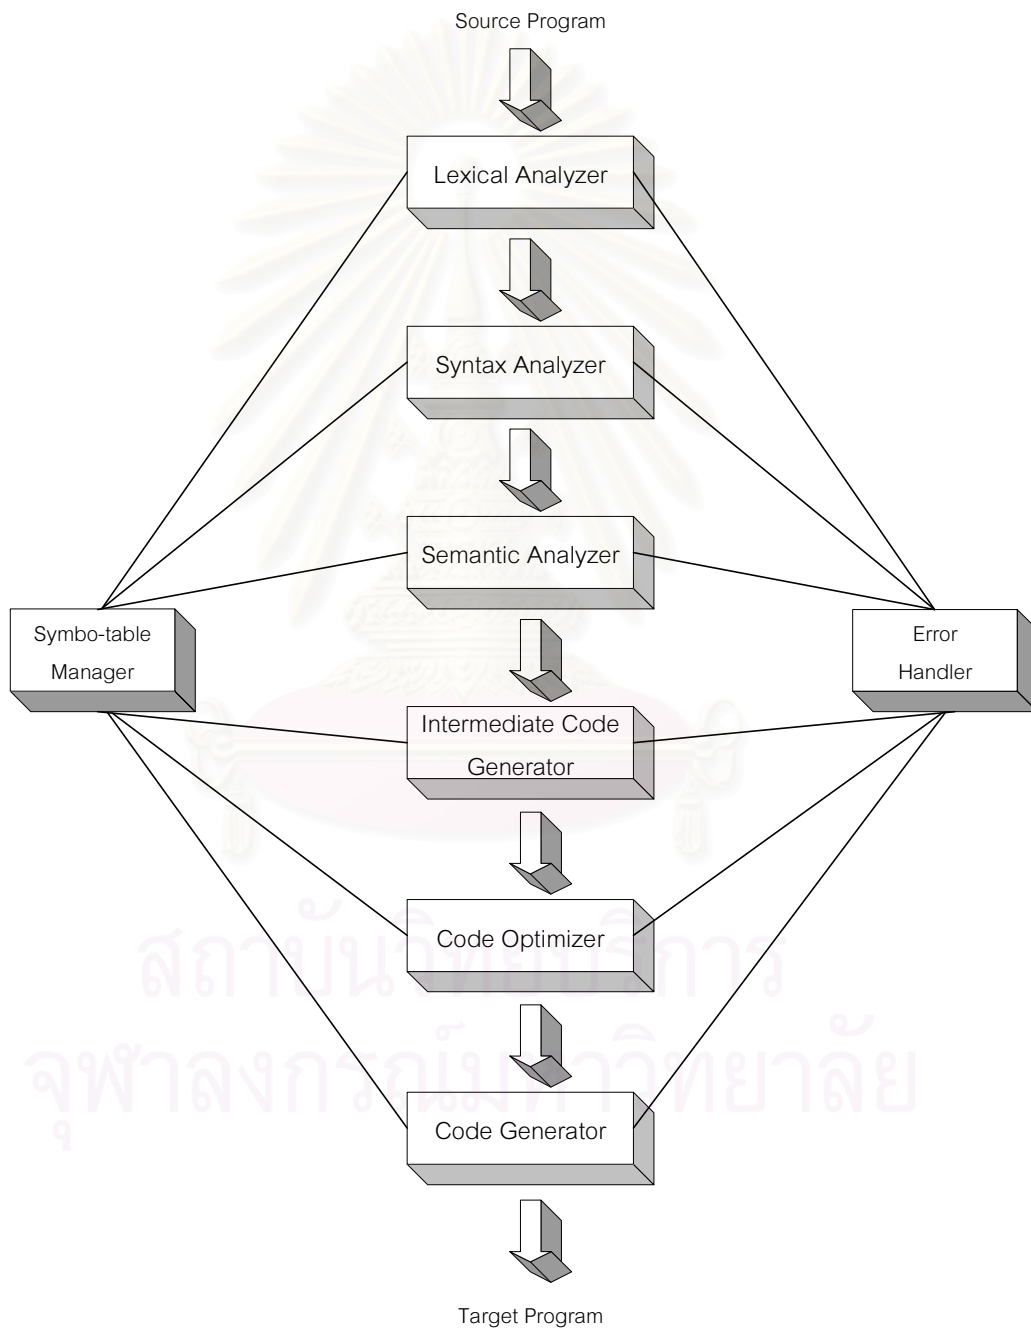 Source Program
Lexical Analyzer
Syntax Analyzer
Semantic Analyzer
Symbo-table
Manager
Error
Handler
Intermediate Code
Generator
Code Optimizer
สถาบันวิทยบริการ
จุฬาลงกรณ์มหาวิทยาลัย
Code Generator
Target Program